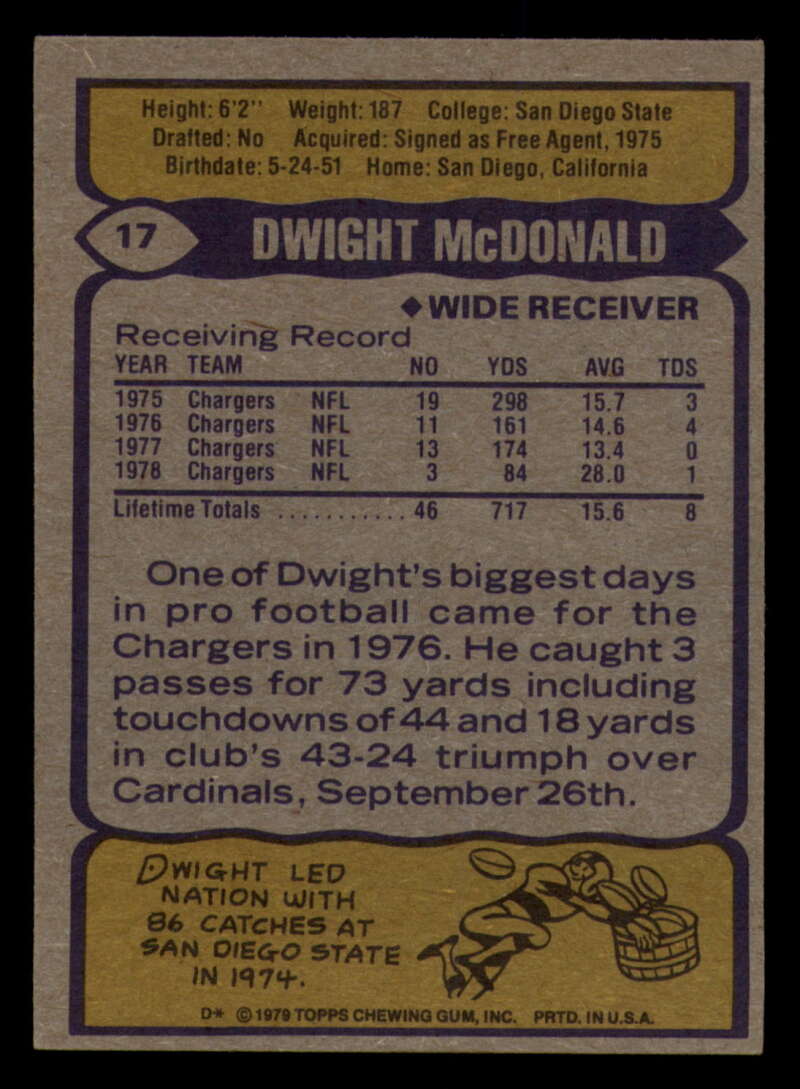 Height: 6'2" Weight: 187 College: San Diego State
Drafted: No Acquired: Signed as Free Agent, 1975
Birthdate: 5-24-51 Home: San Diego, California
17 DWIGHT McDONALD
◆ WIDE RECEIVER
Receiving Record
YEAR TEAM NO YDS AVG TDS
1975 Chargers NFL 19 298 15.7 3
1976 Chargers NFL 11 161 14.6 4
1977 Chargers NFL 13 174 13.4 0
1978 Chargers NFL 3 84 28.0 1
Lifetime Totals ........... 46 717 15.6 8
One of Dwight's biggest days
in pro football came for the
Chargers in 1976. He caught 3
passes for 73 yards including
touchdowns of 44 and 18 yards
in club's 43-24 triumph over
Cardinals, September 26th.
DWIGHT LED
NATION WITH
86 CATCHES AT
SAN DIEGO STATE
IN 1974.
D* © 1979 TOPPS CHEWING GUM, INC. PRTD. IN U.S.A.